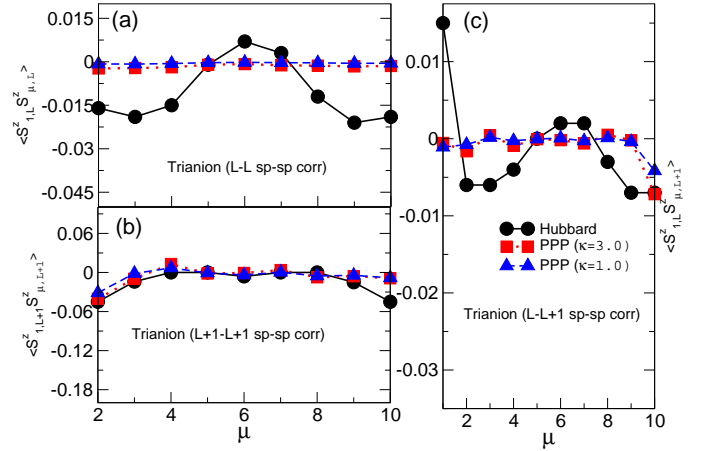 (a)
0.015
0
-0.015
-0.03
-0.045
<S^z_{1,L} S^z_{μ,L}>
Trianion (L-L sp-sp corr)
(b)
0.06
0
-0.06
-0.12
-0.18
<S^z_{1,L+1} S^z_{μ,L+1}>
Trianion (L+1-L+1 sp-sp corr)
2 4 6 8 10
μ
(c)
0.01
0
-0.01
-0.02
-0.03
<S^z_{1,L} S^z_{μ,L+1}>
Hubbard
PPP (κ=3.0)
PPP (κ=1.0)
Trianion (L-L+1 sp-sp corr)
1 2 4 6 8 10
μ